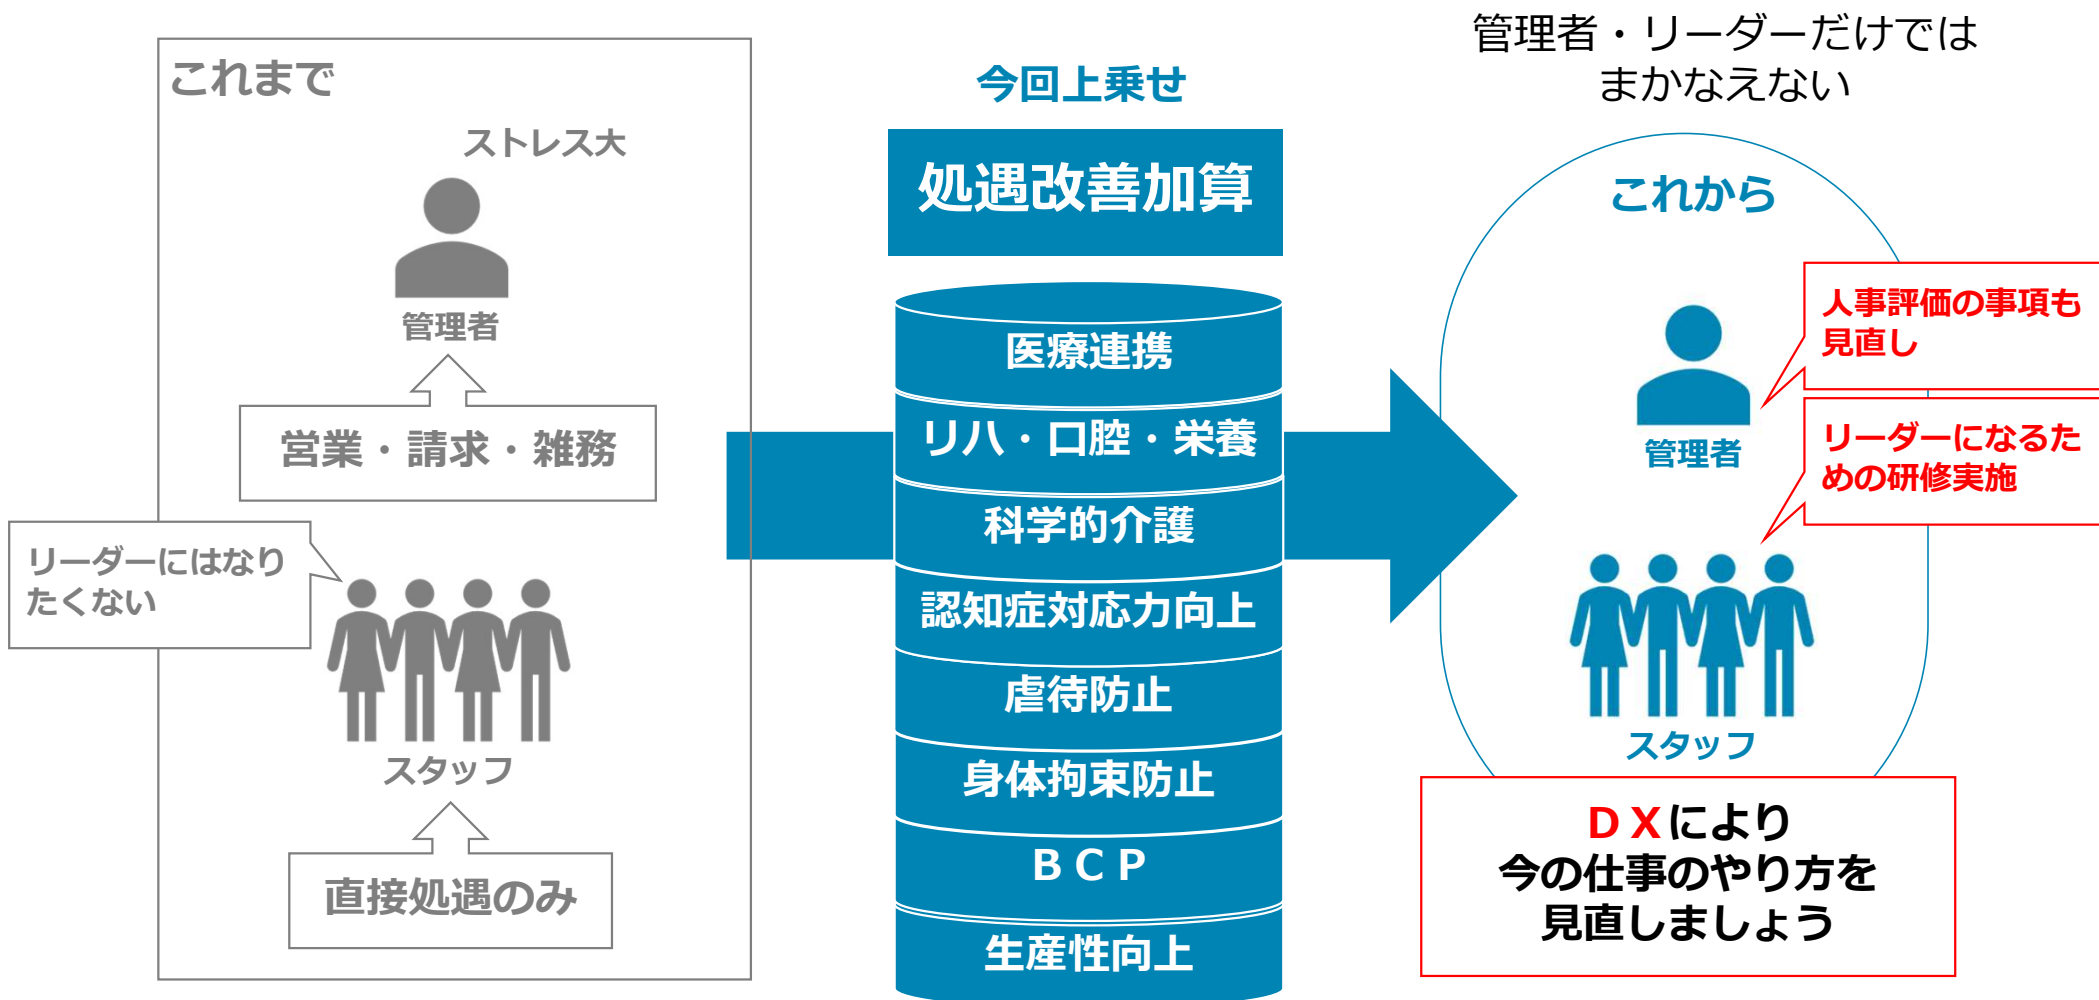 これまで
ストレス大
管理者
営業・請求・雑務
リーダーにはなり
たくない
スタッフ
直接処遇のみ
今回上乗せ
処遇改善加算
医療連携
リハ・口腔・栄養
科学的介護
認知症対応力向上
虐待防止
身体拘束防止
ＢＣＰ
生産性向上
管理者・リーダーだけでは
まかなえない
これから
人事評価の事項も
見直し
管理者
リーダーになるた
めの研修実施
スタッフ
ＤＸにより
今の仕事のやり方を
見直しましょう